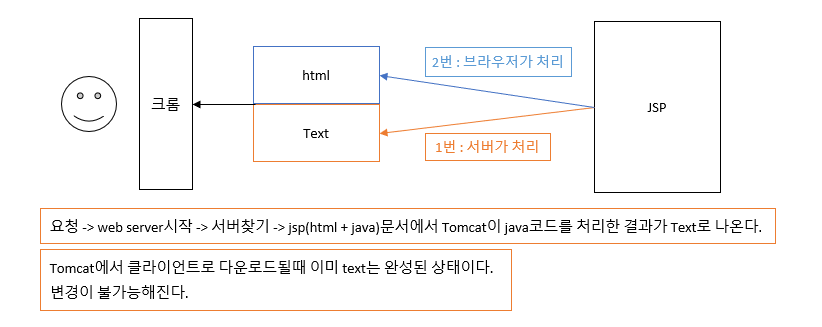 크롬
html
Text
2번 : 브라우저가 처리
1번 : 서버가 처리
JSP
요청 -> web server시작 -> 서버찾기 -> jsp(html + java)문서에서 Tomcat이 java코드를 처리한 결과가 Text로 나온다.
Tomcat에서 클라이언트로 다운로드될때 이미 text는 완성된 상태이다.
변경이 불가능해진다.